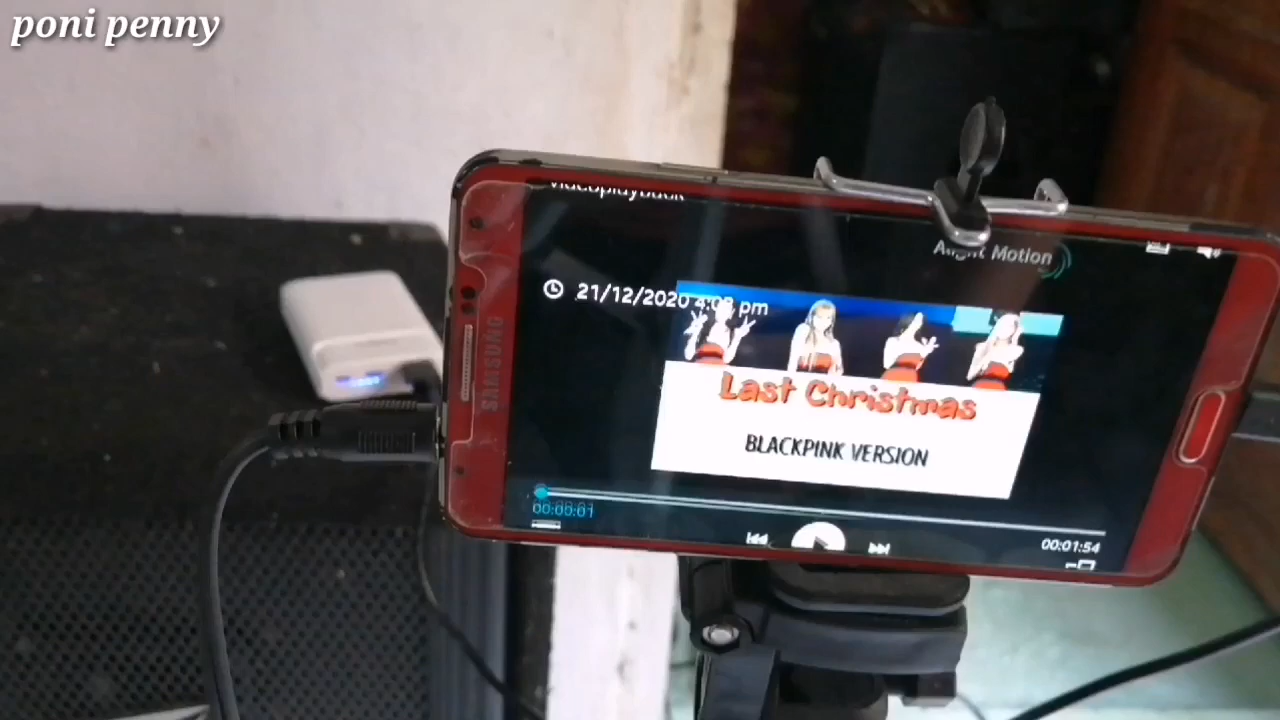 poni penny
videoplayback
Alight Motion
21/12/2020 4:08 pm
SAMSUNG
Last Christmas
BLACKPINK VERSION
00:00:01
00:01:54